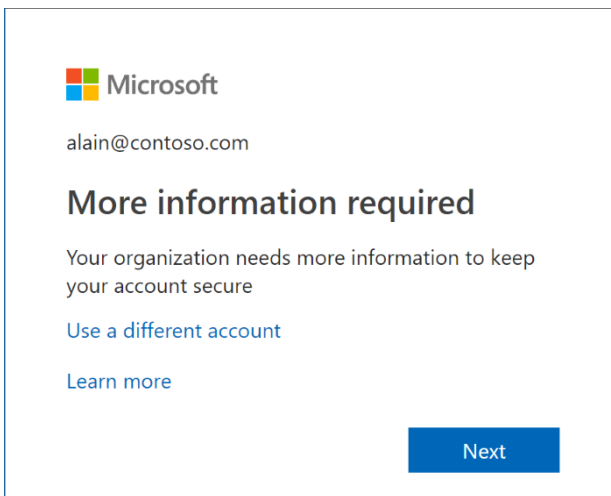 Microsoft
alain@contoso.com
More information required
Your organization needs more information to keep
your account secure
Use a different account
Learn more
Next